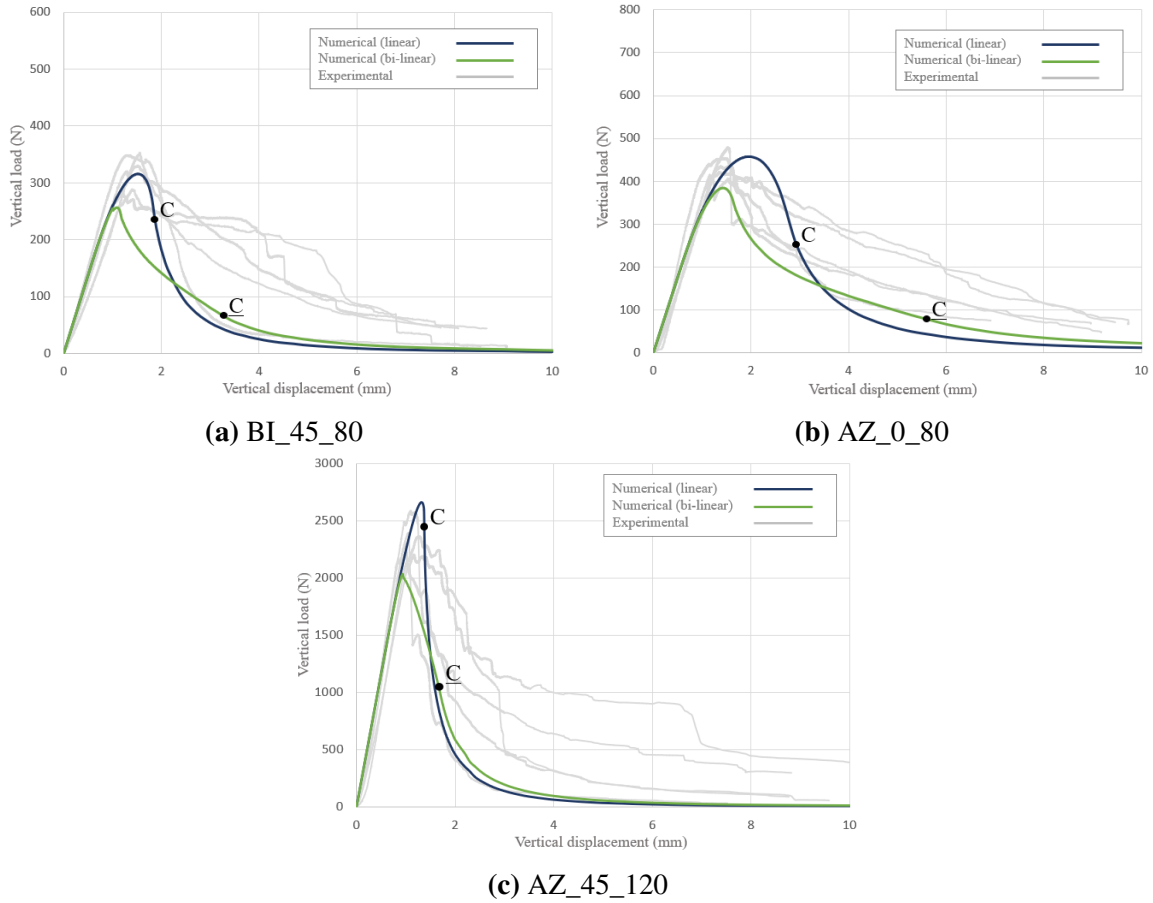 600
500
400
300
200
100
0
Vertical load (N)
Numerical (linear)
Numerical (bi-linear)
Experimental
C
C
0 2 4 6 8 10
Vertical displacement (mm)
(a) BI_45_80
800
700
600
500
400
300
200
100
0
Vertical load (N)
Numerical (linear)
Numerical (bi-linear)
Experimental
C
C
0 2 4 6 8 10
Vertical displacement (mm)
(b) AZ_0_80
3000
2500
2000
1500
1000
500
0
Vertical load (N)
Numerical (linear)
Numerical (bi-linear)
Experimental
C
C
0 2 4 6 8 10
Vertical displacement (mm)
(c) AZ_45_120